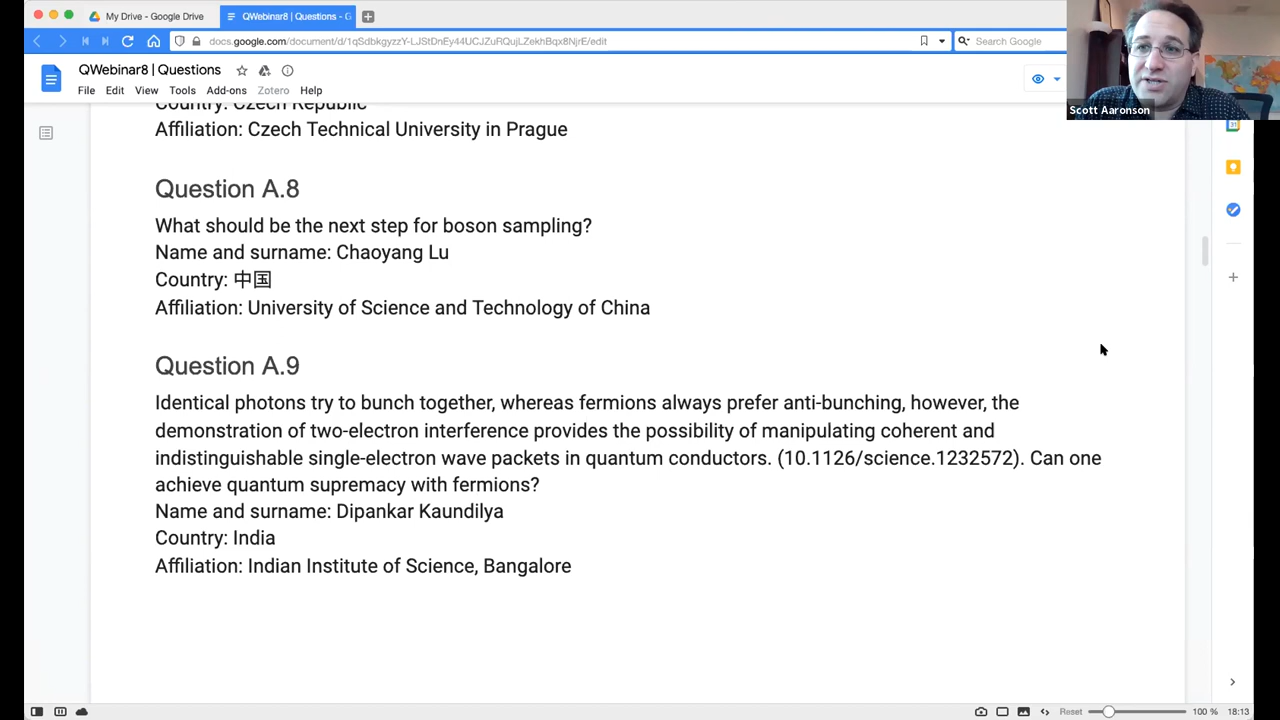 My Drive - Google Drive
QWebinar8 | Questions - G
docs.google.com/document/d/1qSdbkgyzzY-LJStDnEy44UCJZuRQujLZekhBqx8NjrE/edit
Search Google
QWebinar8 | Questions
File Edit View Tools Add-ons Zotero Help
Scott Aaronson
Country: Czech Republic
Affiliation: Czech Technical University in Prague
Question A.8
What should be the next step for boson sampling?
Name and surname: Chaoyang Lu
Country: 中国
Affiliation: University of Science and Technology of China
Question A.9
Identical photons try to bunch together, whereas fermions always prefer anti-bunching, however, the
demonstration of two-electron interference provides the possibility of manipulating coherent and
indistinguishable single-electron wave packets in quantum conductors. (10.1126/science.1232572). Can one
achieve quantum supremacy with fermions?
Name and surname: Dipankar Kaundilya
Country: India
Affiliation: Indian Institute of Science, Bangalore
Reset 100 % 18:13